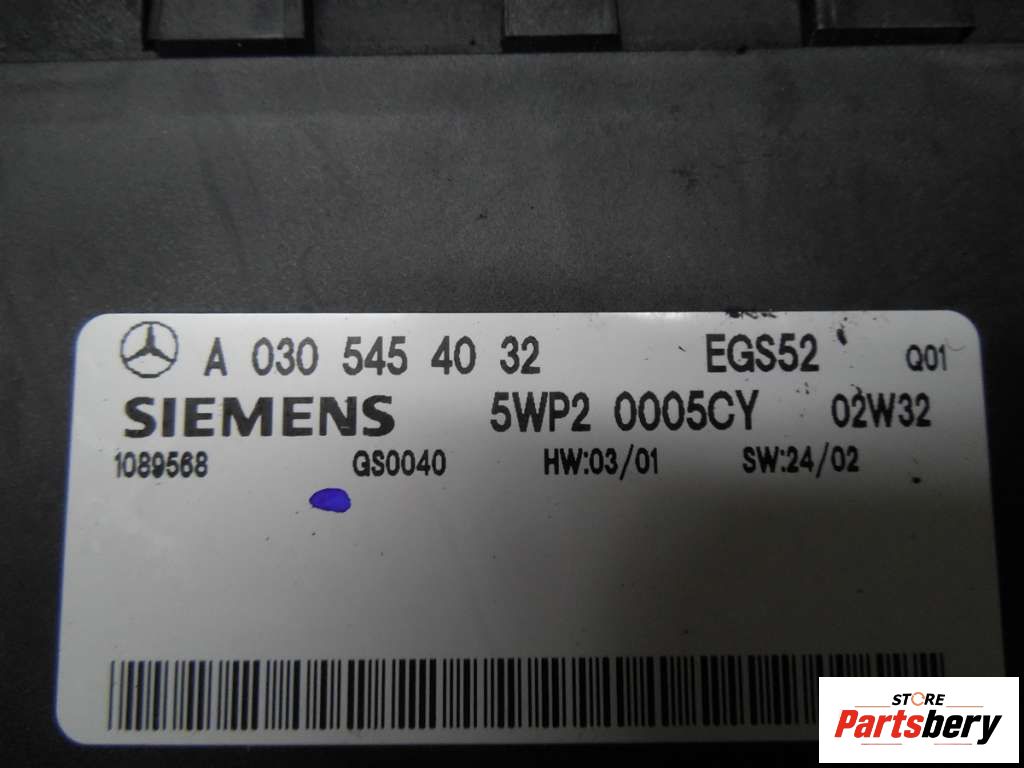 A 030 545 40 32 EGS52 Q01
SIEMENS 5WP2 0005CY 02W32
1089568 GS0040 HW:03/01 SW:24/02
STORE
Partsbery